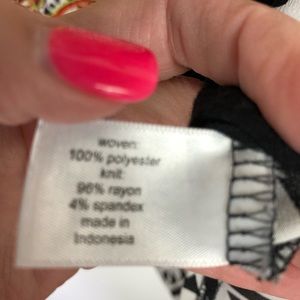 woven:
100% polyester
knit:
96% rayon
4% spandex
made in
Indonesia